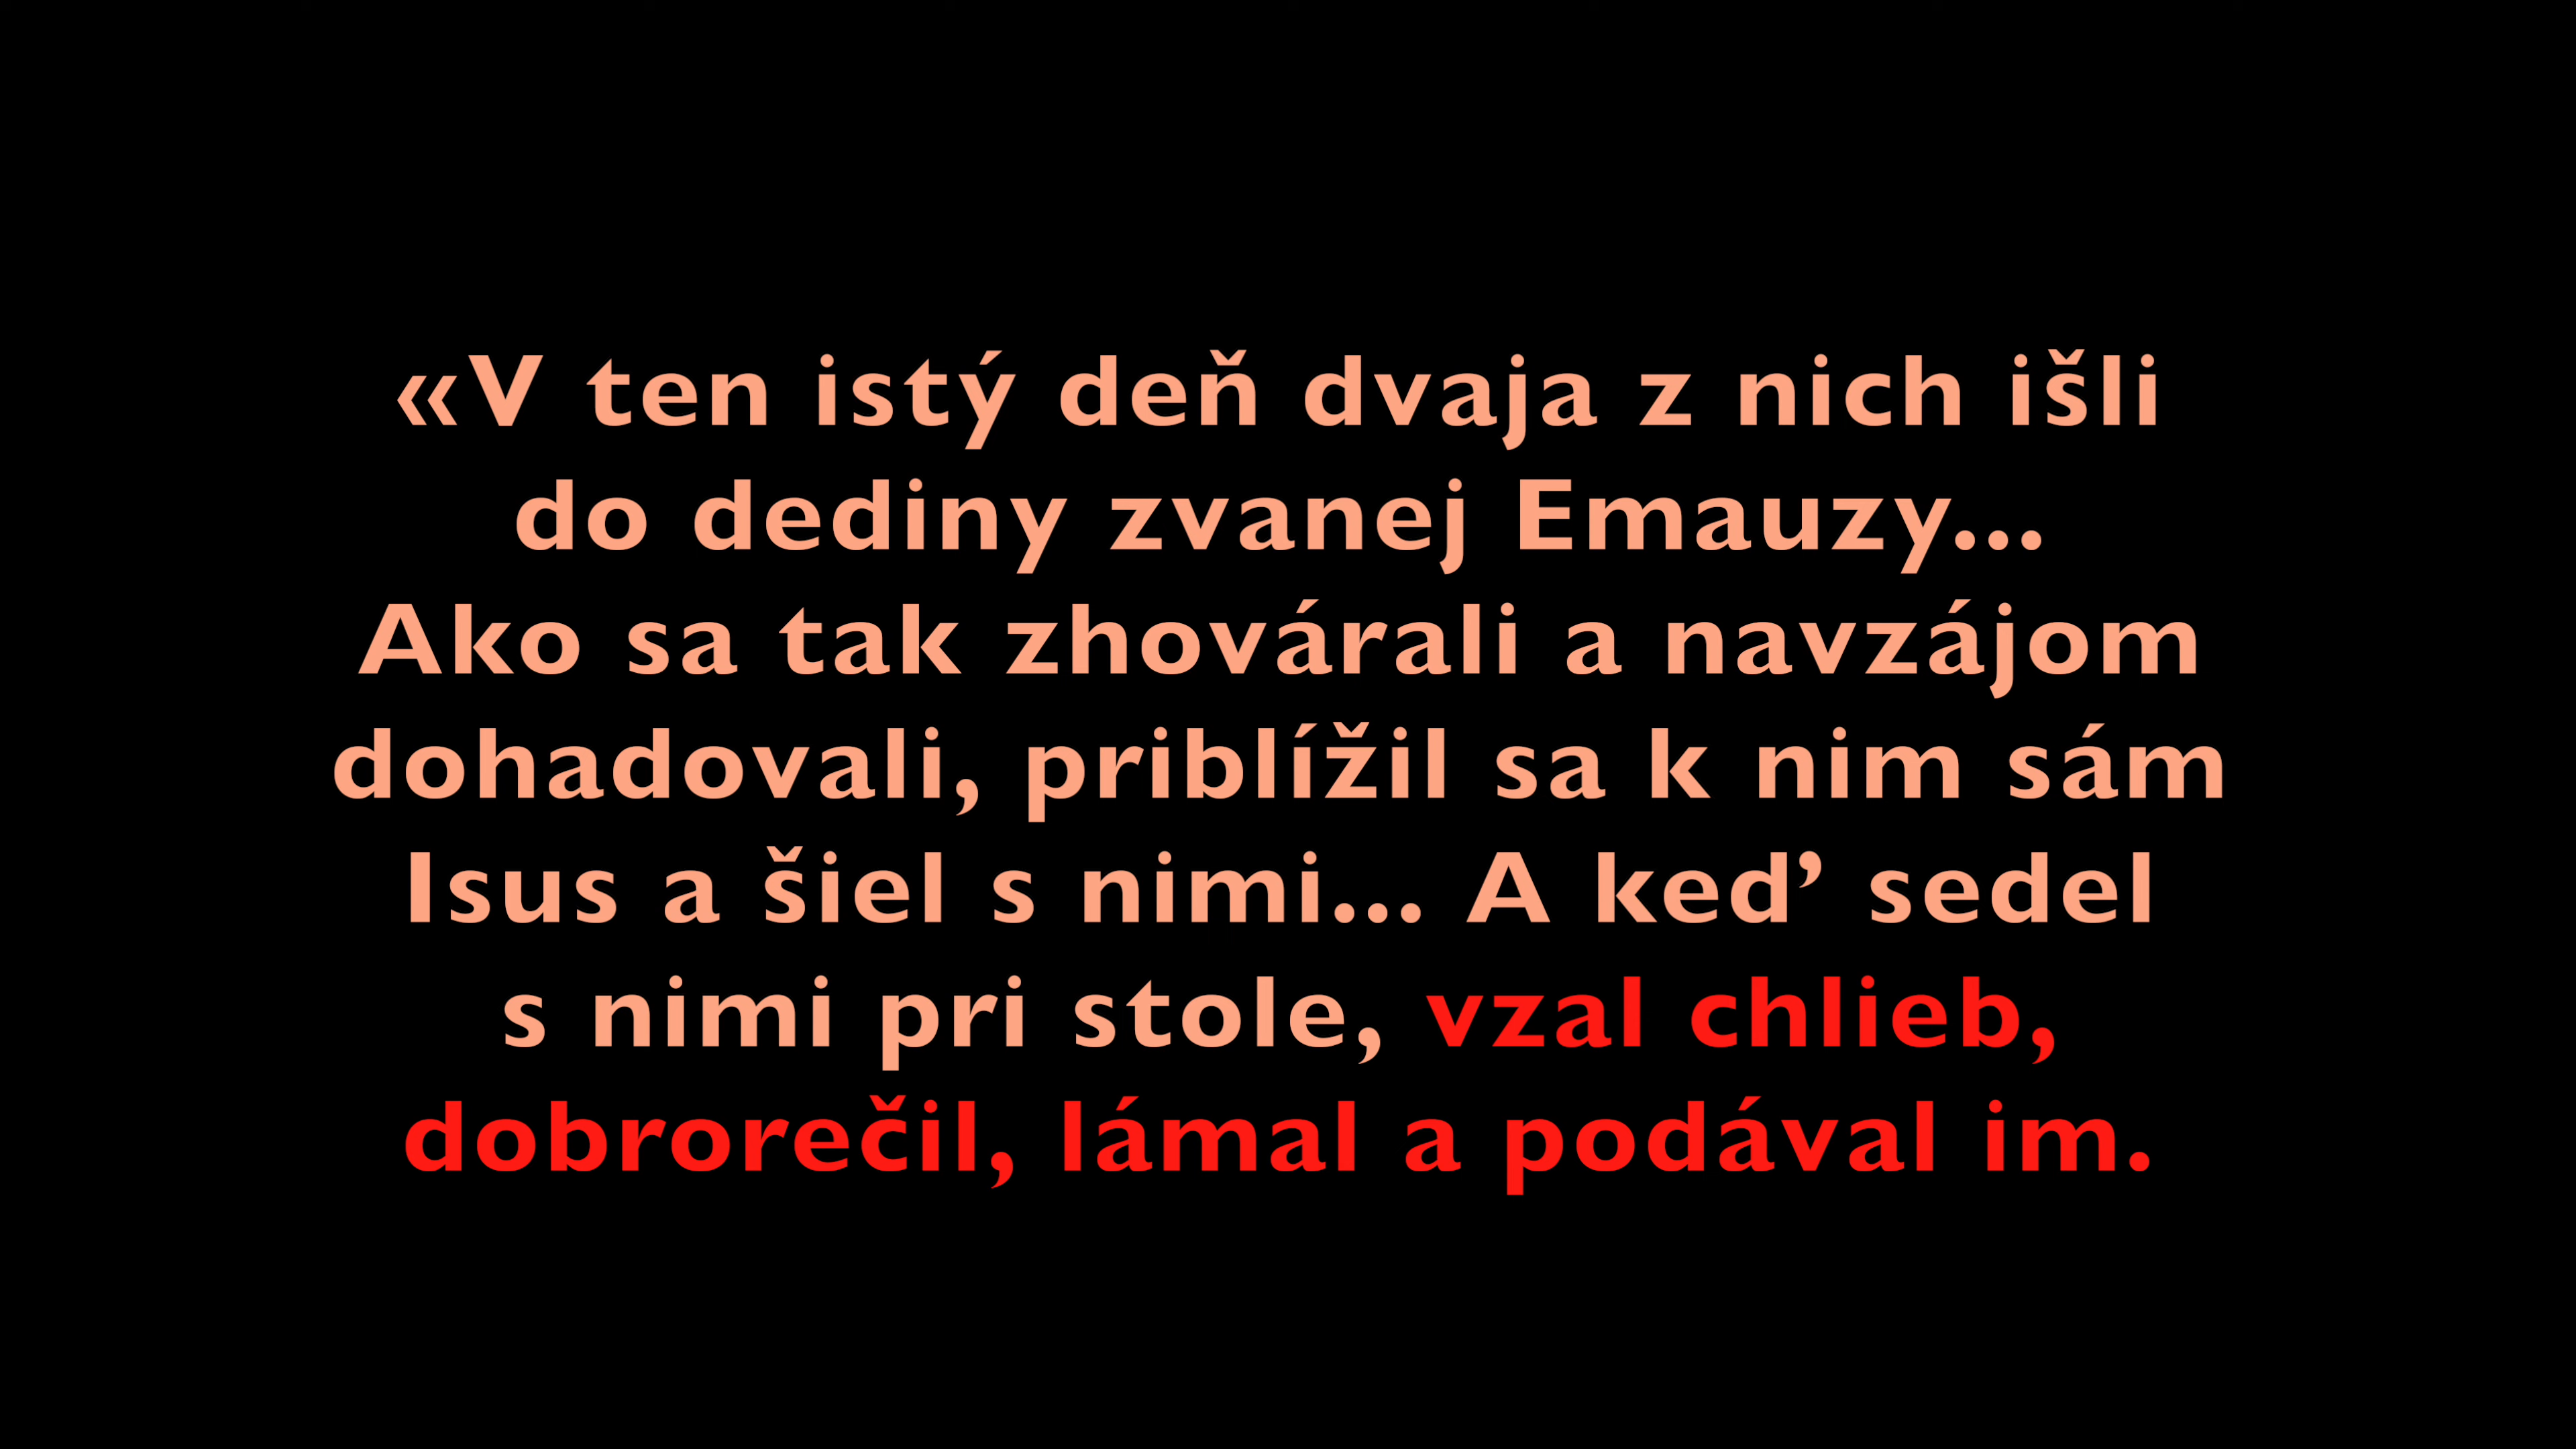 «V ten istý deň dvaja z nich išli
do dediny zvanej Emauzy...
Ako sa tak zhovárali a navzájom
dohadovali, priblížil sa k nim sám
Isus a šiel s nimi... A keď sedel
s nimi pri stole, vzal chlieb,
dobrorečil, lámal a podával im.